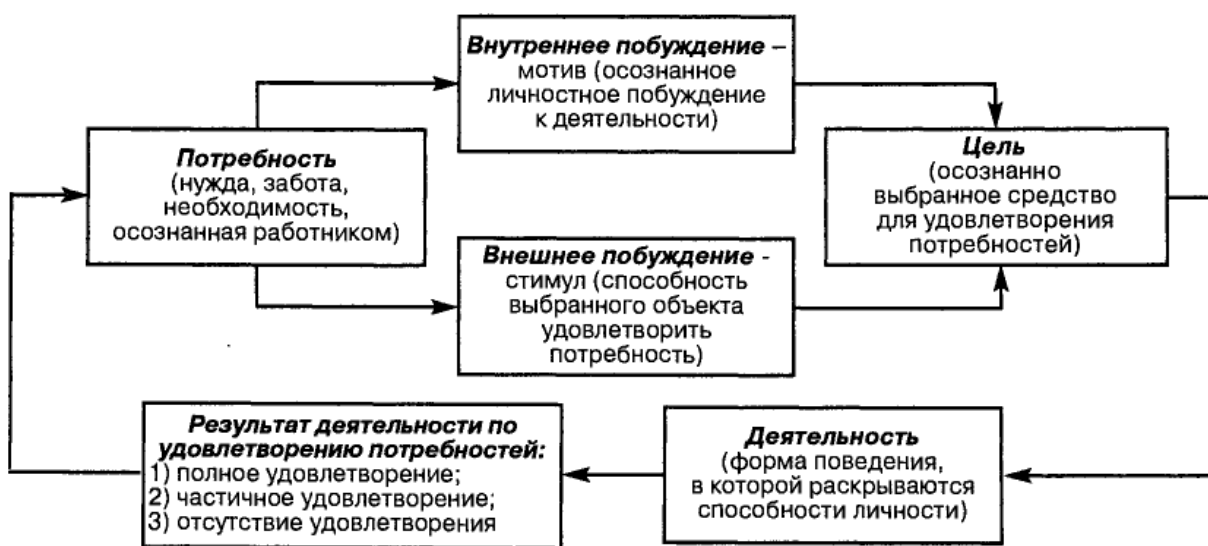 Внутреннее побуждение –
мотив (осознанное
личностное побуждение
к деятельности)
Потребность
(нужда, забота,
необходимость,
осознанная работником)
Цель
(осознанно
выбранное средство
для удовлетворения
потребностей)
Внешнее побуждение -
стимул (способность
выбранного объекта
удовлетворить
потребность)
Результат деятельности по
удовлетворению потребностей:
1) полное удовлетворение;
2) частичное удовлетворение;
3) отсутствие удовлетворения
Деятельность
(форма поведения,
в которой раскрываются
способности личности)